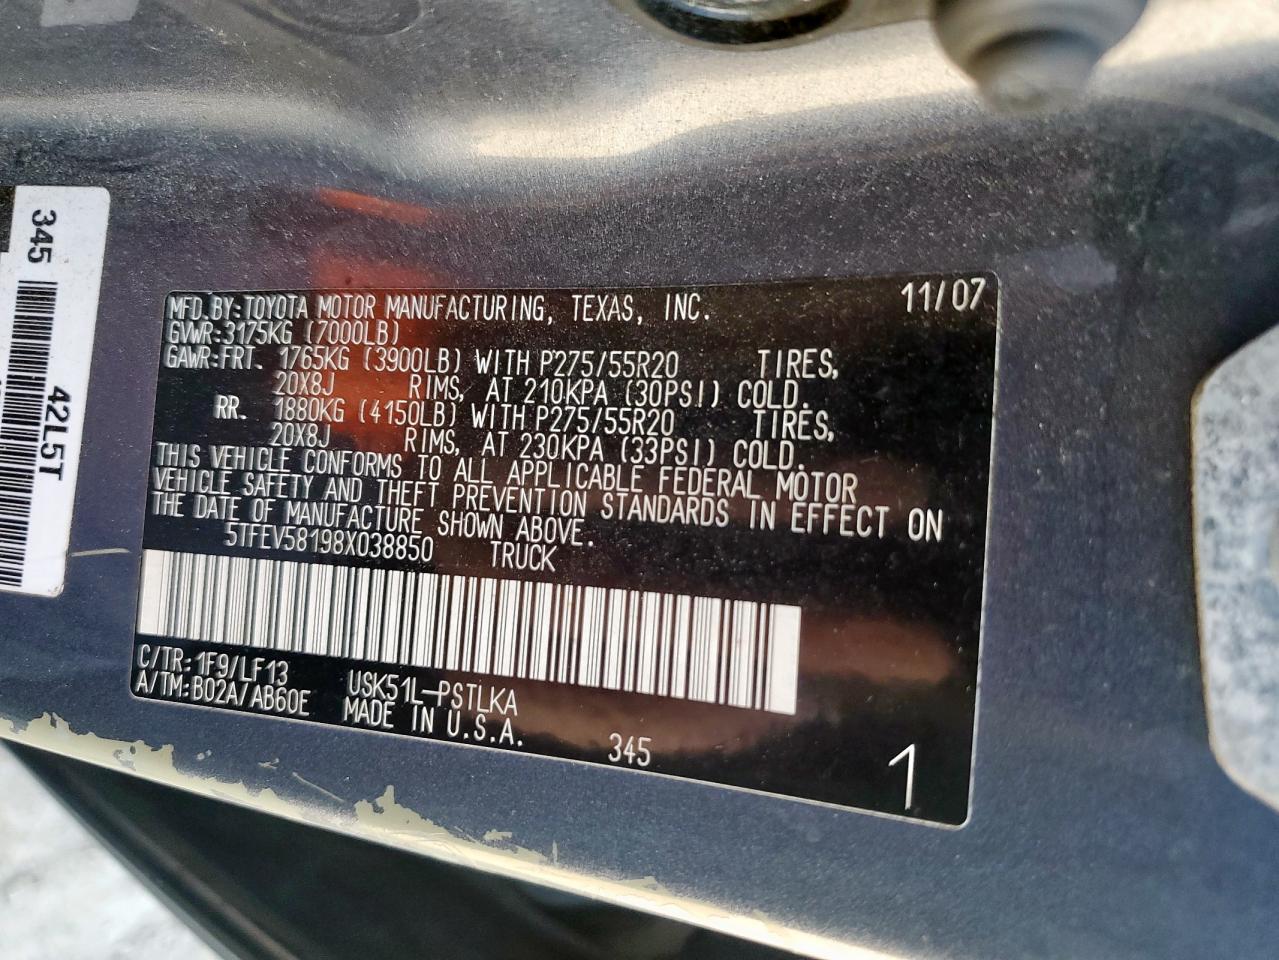 345
42L5T
MFD.BY:TOYOTA MOTOR MANUFACTURING, TEXAS, INC. 11/07
GVWR:3175KG (7000LB)
GAWR:FRT. 1765KG (3900LB) WITH P275/55R20 TIRES,
20X8J RIMS, AT 210KPA (30PSI) COLD.
RR. 1880KG (4150LB) WITH P275/55R20 TIRES,
20X8J RIMS, AT 230KPA (33PSI) COLD.
THIS VEHICLE CONFORMS TO ALL APPLICABLE FEDERAL MOTOR
VEHICLE SAFETY AND THEFT PREVENTION STANDARDS IN EFFECT ON
THE DATE OF MANUFACTURE SHOWN ABOVE.
5TFEV58198X038850 TRUCK
C/TR:1F9/LF13 USK51L-PSTLKA
A/TM:B02A/AB60E MADE IN U.S.A.
345
1